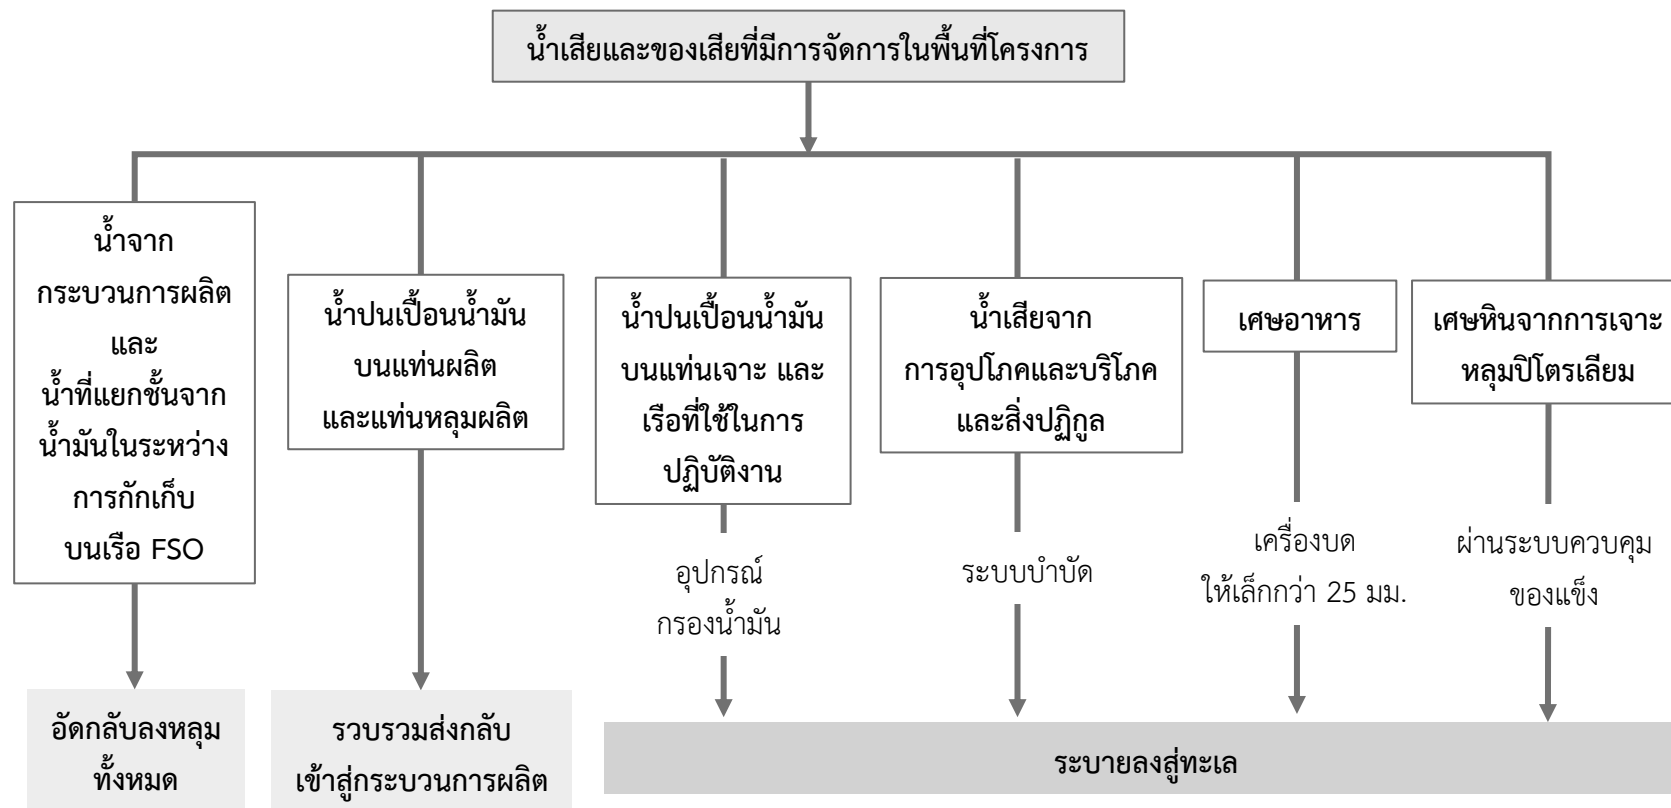 น้ำเสียและของเสียที่มีการจัดการในพื้นที่โครงการ
น้ำจาก
กระบวนการผลิต
และ
น้ำที่แยกชั้นจาก
น้ำมันในระหว่าง
การกักเก็บ
บนเรือ FSO
อัดกลับลงหลุม
ทั้งหมด
น้ำปนเปื้อนน้ำมัน
บนแท่นผลิต
และแท่นหลุมผลิต
รวบรวมส่งกลับ
เข้าสู่กระบวนการผลิต
น้ำปนเปื้อนน้ำมัน
บนแท่นเจาะ และ
เรือที่ใช้ในการ
ปฏิบัติงาน
อุปกรณ์
กรองน้ำมัน
น้ำเสียจาก
การอุปโภคและบริโภค
และสิ่งปฏิกูล
ระบบบำบัด
เศษอาหาร
เครื่องบด
ให้เล็กกว่า 25 มม.
เศษหินจากการเจาะ
หลุมปิโตรเลียม
ผ่านระบบควบคุม
ของแข็ง
ระบายลงสู่ทะเล